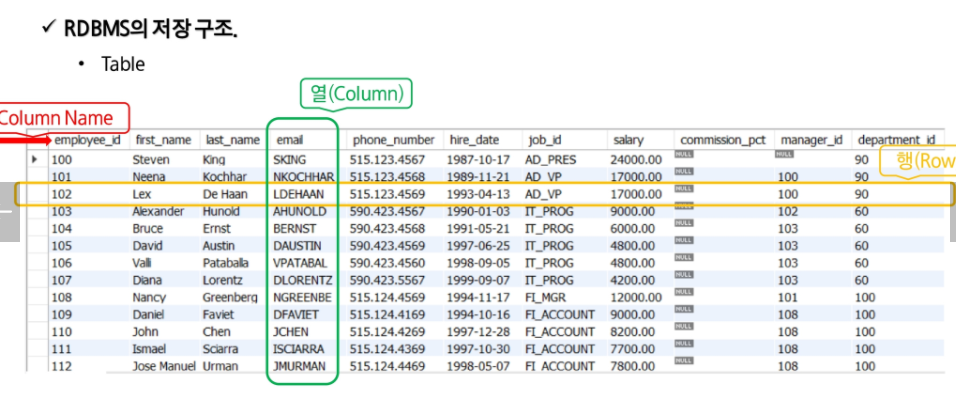 ✓ RDBMS의 저장 구조.
• Table
열(Column)
Column Name
employee_id first_name last_name email phone_number hire_date job_id salary commission_pct manager_id department_id
100 Steven King SKING 515.123.4567 1987-10-17 AD_PRES 24000.00 NULL NULL 90
행(Row
101 Neena Kochhar NKOCHHAR 515.123.4568 1989-11-21 AD_VP 17000.00 NULL 100 90
102 Lex De Haan LDEHAAN 515.123.4569 1993-04-13 AD_VP 17000.00 NULL 100 90
103 Alexander Hunold AHUNOLD 590.423.4567 1990-01-03 IT_PROG 9000.00 NULL 102 60
104 Bruce Ernst BERNST 590.423.4568 1991-05-21 IT_PROG 6000.00 NULL 103 60
105 David Austin DAUSTIN 590.423.4569 1997-06-25 IT_PROG 4800.00 NULL 103 60
106 Valli Pataballa VPATABAL 590.423.4560 1998-09-05 IT_PROG 4800.00 NULL 103 60
107 Diana Lorentz DLORENTZ 590.423.5567 1999-09-07 IT_PROG 4200.00 NULL 103 60
108 Nancy Greenberg NGREENBE 515.124.4569 1994-11-17 FI_MGR 12000.00 NULL 101 100
109 Daniel Faviet DFAVIET 515.124.4169 1994-10-16 FI_ACCOUNT 9000.00 NULL 108 100
110 John Chen JCHEN 515.124.4269 1997-12-28 FI_ACCOUNT 8200.00 NULL 108 100
111 Ismael Sciarra ISCIARRA 515.124.4369 1997-10-30 FI_ACCOUNT 7700.00 NULL 108 100
112 Jose Manuel Urman JMURMAN 515.124.4469 1998-05-07 FI_ACCOUNT 7800.00 NULL 108 100